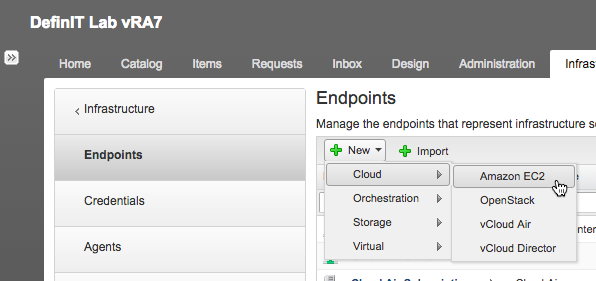 DefinIT Lab vRA7
Home Catalog Items Requests Inbox Design Administration Infras
Infrastructure
Endpoints
Credentials
Agents
Endpoints
Manage the endpoints that represent infrastructure s
New Import
Cloud
Orchestration
Storage
Virtual
Amazon EC2
OpenStack
vCloud Air
vCloud Director